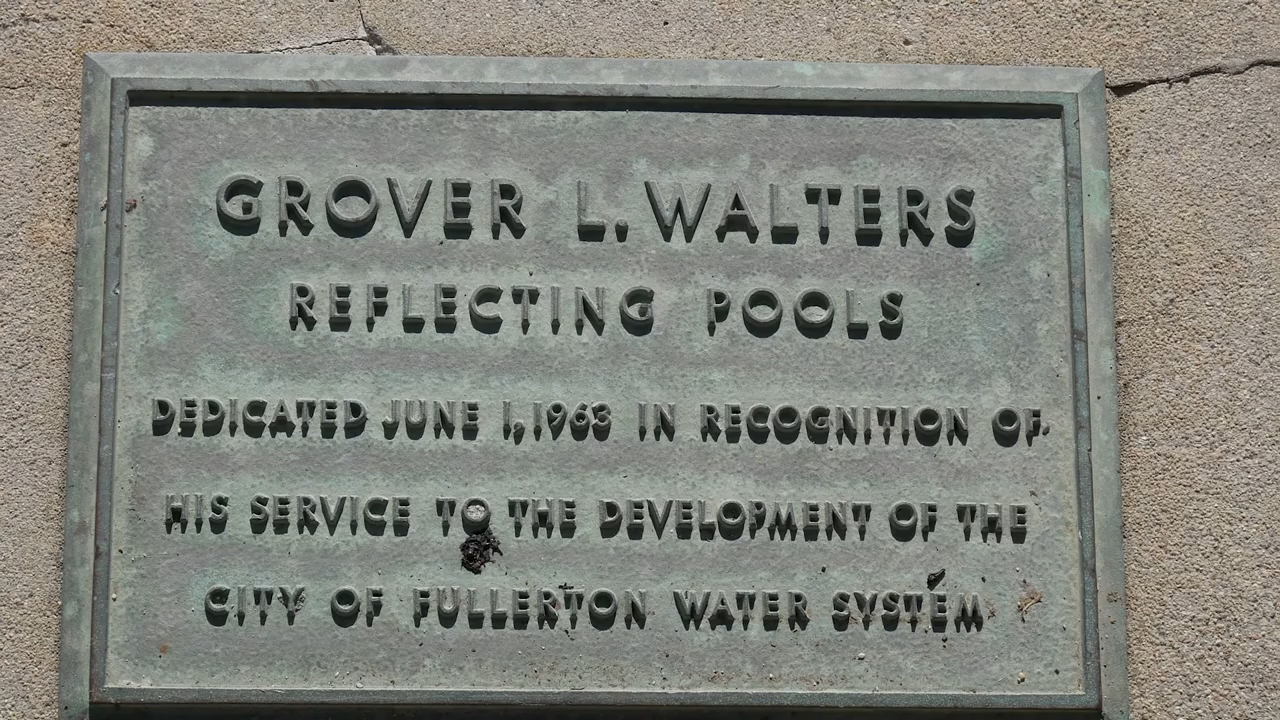 GROVER L. WALTERS
REFLECTING POOLS
DEDICATED JUNE 1, 1963 IN RECOGNITION OF
HIS SERVICE TO THE DEVELOPMENT OF THE
CITY OF FULLERTON WATER SYSTEM